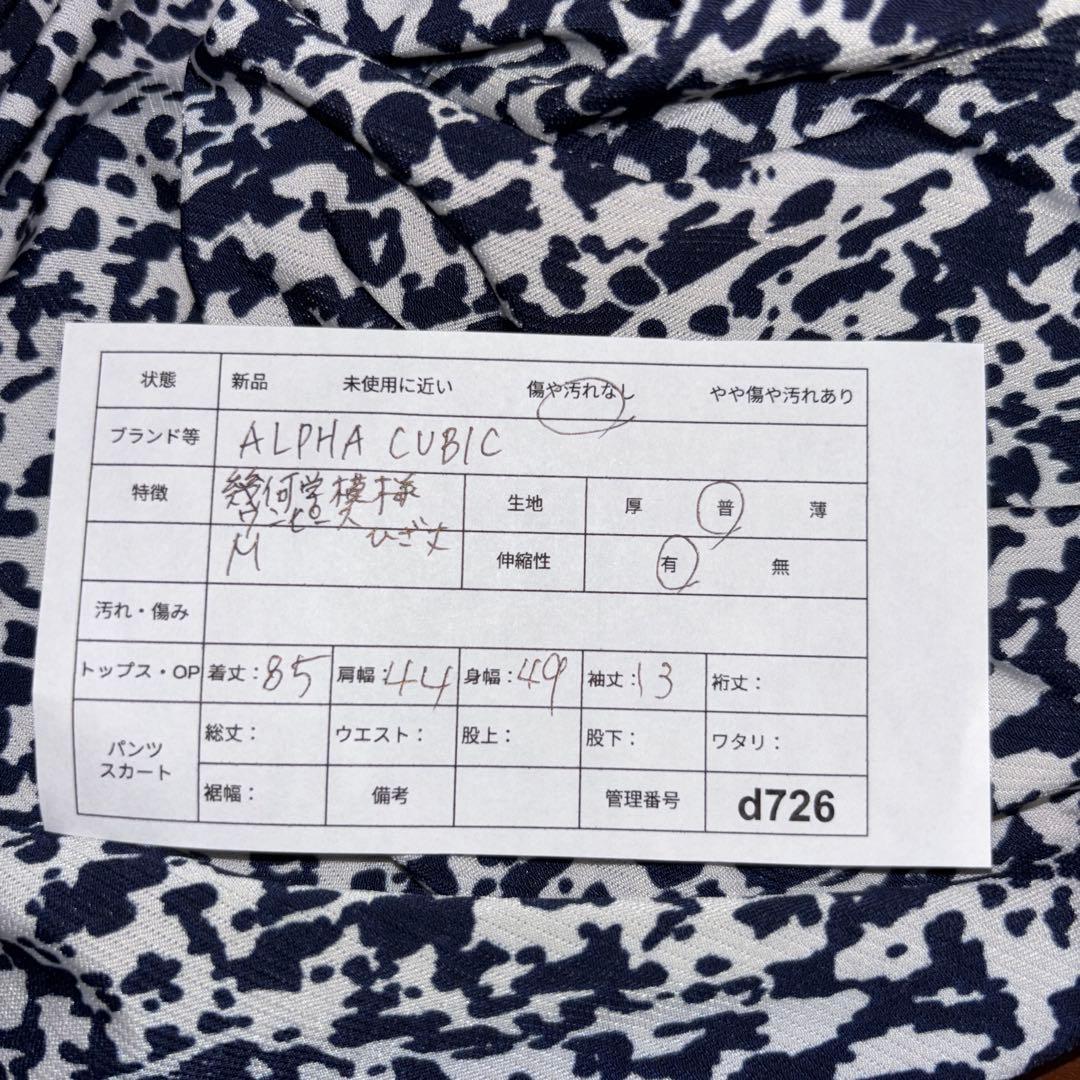 状態 新品 未使用に近い 傷や汚れなし やや傷や汚れあり
ブランド等 ALPHA CUBIC
特徴 幾何学模様 生地 厚 普 薄
ワンピース ひざ丈
M 伸縮性 有 無
汚れ・傷み
トップス・OP 着丈：85 肩幅：44 身幅：49 袖丈：13 裄丈：
パンツ スカート 総丈： ウエスト： 股上： 股下： ワタリ：
裾幅： 備考 管理番号 d726